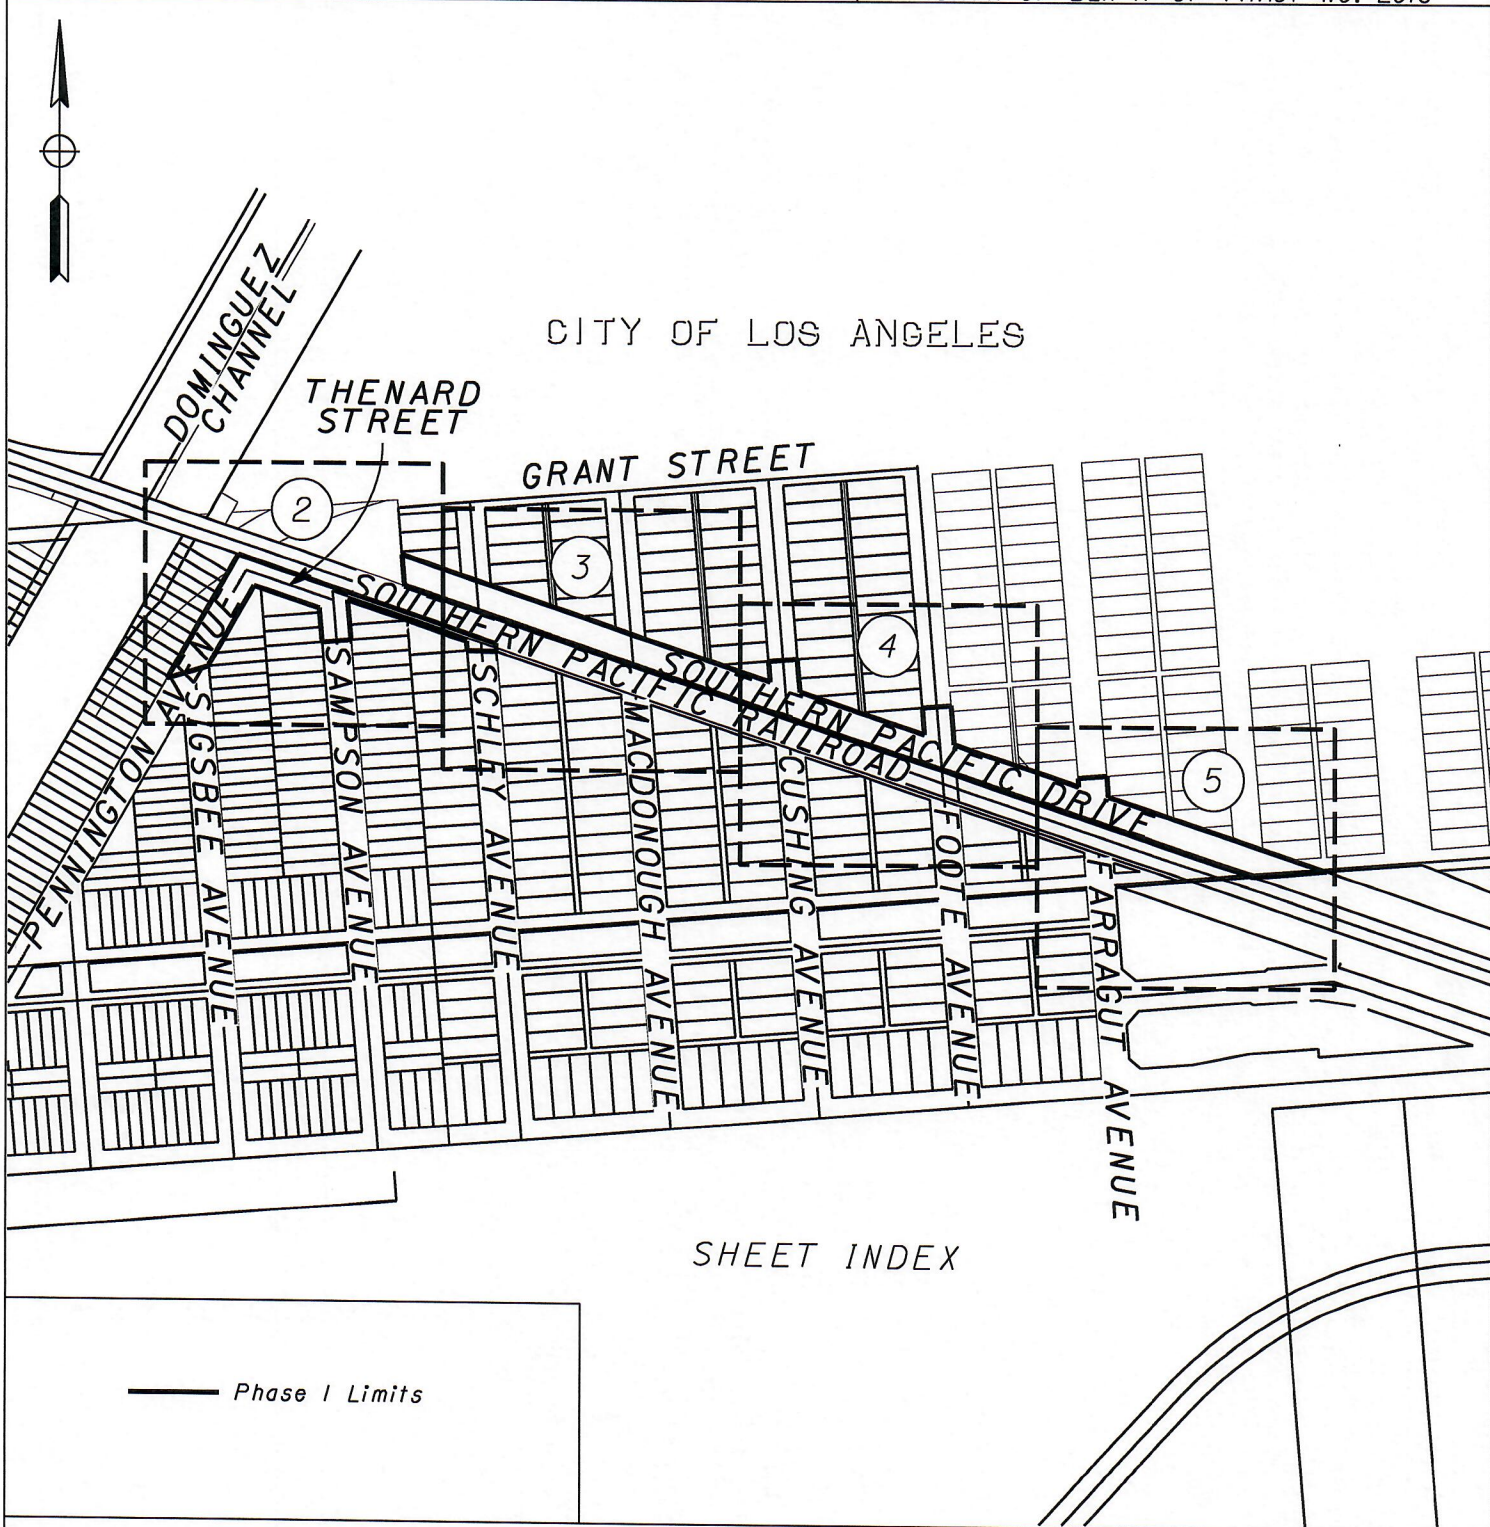 DOMINGUEZ
CHANNEL
CITY OF LOS ANGELES
THENARD
STREET
GRANT STREET
2
3
4
5
SOUTHERN PACIFIC RAILROAD
SOUTHERN PACIFIC DRIVE
PENNINGTON AVENUE
SIGSBEE AVENUE
SAMPSON AVENUE
SCHLEY AVENUE
MACDONOUGH AVENUE
CUSHING AVENUE
FOOTE AVENUE
FARRAGUT AVENUE
SHEET INDEX
Phase I Limits